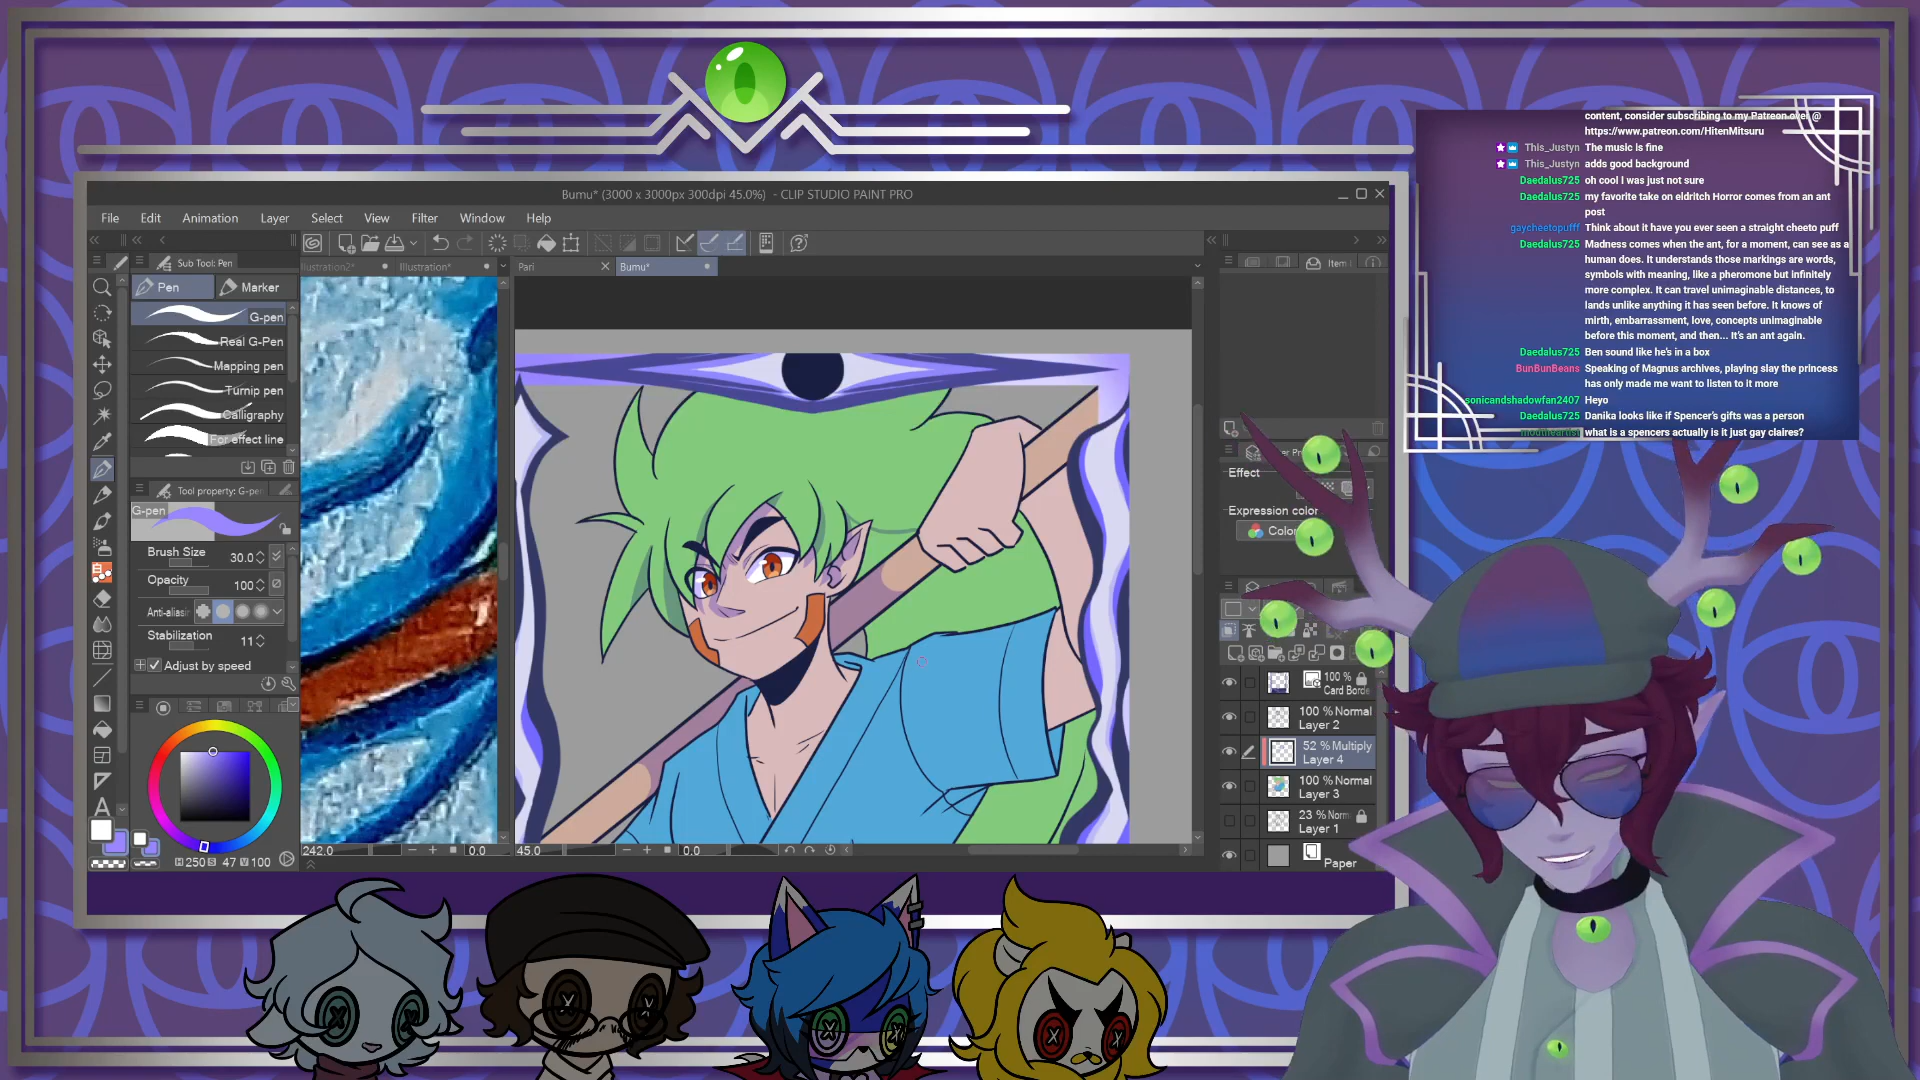 Bumu* (3000 x 3000px 300dpi 45.0%) - CLIP STUDIO PAINT PRO
File Edit Animation Layer Select View Filter Window Help
Sub Tool: Pen
llustration2* Illustration* Pari Bumu*
Pen Marker
G-pen
Real G-Pen
Mapping pen
Turnip pen
Calligraphy
For effect line
Tool property: G-pe
G-pen
Brush Size 30.0
Opacity 100
Anti-aliasi
Stabilization 11
Adjust by speed
H 250 S 47 V 100
242.0 0.0 45.0 0.0
Item
Effect
Expression color
Color
100 %
Card Borde
100 % Normal
Layer 2
52 % Multiply
Layer 4
100 % Normal
Layer 3
23 % Norm
Layer 1
Paper
content, consider subscribing to my Patreon over @
https://www.patreon.com/HitenMitsuru
This_Justyn The music is fine
This_Justyn adds good background
Daedalus725 oh cool I was just not sure
Daedalus725 my favorite take on eldritch Horror comes from an ant
post
gaycheetopufff Think about it have you ever seen a straight cheeto puff
Daedalus725 Madness comes when the ant, for a moment, can see as a
human does. It understands those markings are words,
symbols with meaning, like a pheromone but infinitely
more complex. It can travel unimaginable distances, to
lands unlike anything it has seen before. It knows of
mirth, embarrassment, love, concepts unimaginable
before this moment, and then... It's an ant again.
Daedalus725 Ben sound like he's in a box
BunBunBeans Speaking of Magnus archives, playing slay the princess
has only made me want to listen to it more
sonicandshadowfan2407 Heyo
Daedalus725 Danika looks like if Spencer's gifts was a person
what is a spencers actually is it just gay claires?